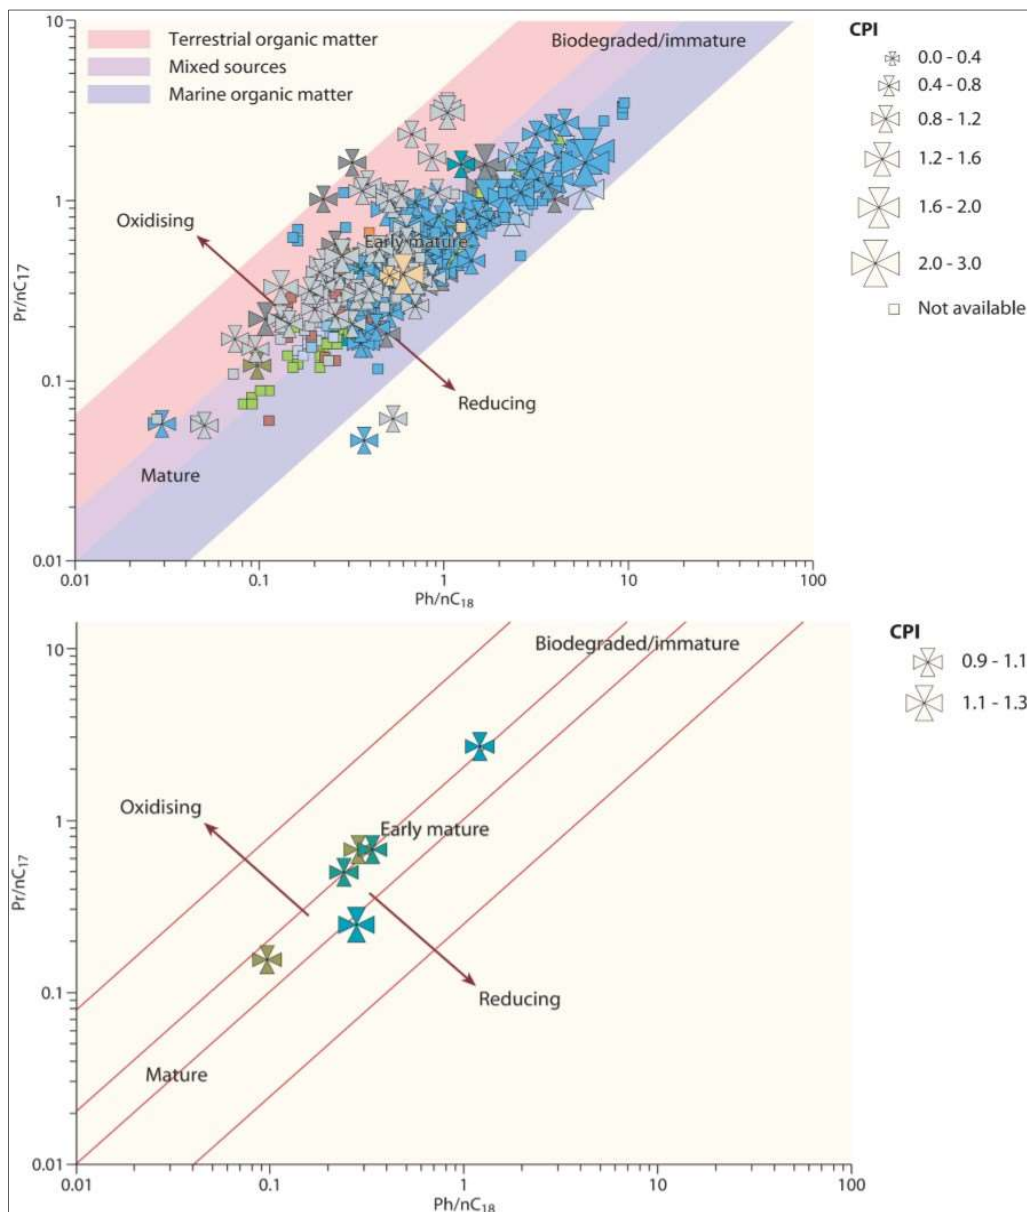 10
1
0.1
0.01
Pr/nC17
Terrestrial organic matter
Mixed sources
Marine organic matter
Biodegraded/immature
Oxidising
Early mature
Reducing
Mature
0.01
0.1
1
10
100
Ph/nC18
CPI
0.0 - 0.4
0.4 - 0.8
0.8 - 1.2
1.2 - 1.6
1.6 - 2.0
2.0 - 3.0
Not available
10
1
0.1
0.01
Pr/nC17
Biodegraded/immature
Oxidising
Early mature
Reducing
Mature
0.01
0.1
1
10
100
Ph/nC18
CPI
0.9 - 1.1
1.1 - 1.3